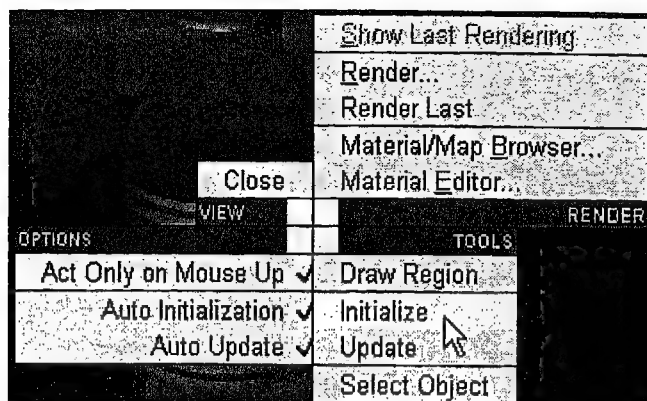 Show Last Rendering
Render...
Render Last
Material/Map Browser...
Close
Material Editor...
VIEW
RENDER
OPTIONS
TOOLS
Act Only on Mouse Up ✓
Draw Region
Auto Initialization ✓
Initialize
Auto Update ✓
Update
Select Object